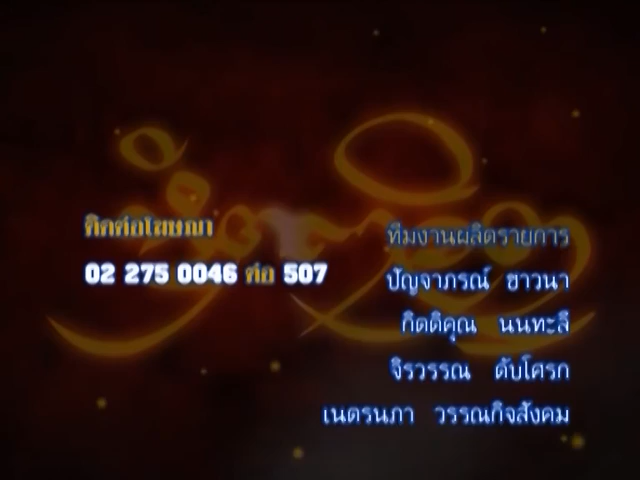 ติดต่อโฆษณา
02 275 0046 ต่อ 507
ทีมงานผลิตรายการ
ปัญจาภรณ์ ฮาวนา
กิตติคุณ นนทะลี
จิรวรรณ ดับโศรก
เนตรนภา วรรณกิจสังคม